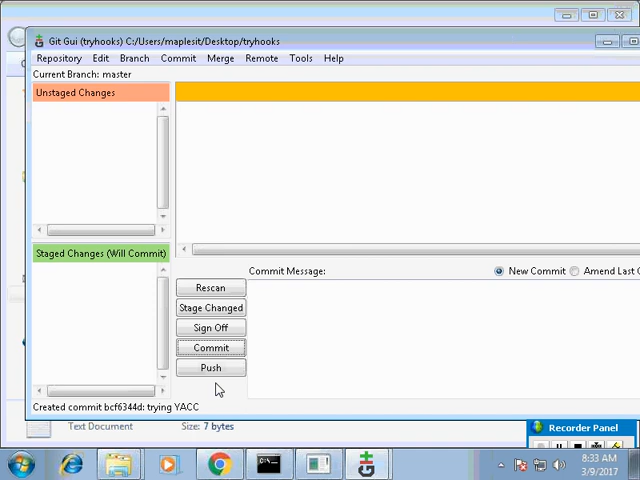 Git Gui (tryhooks) C:/Users/maplesit/Desktop/tryhooks
Repository Edit Branch Commit Merge Remote Tools Help
Current Branch: master
Unstaged Changes
Staged Changes (Will Commit)
Commit Message:
New Commit
Amend Last
Rescan
Stage Changed
Sign Off
Commit
Push
Created commit bcf6344d: trying YACC
Text Document
Size: 7 bytes
Recorder Panel
8:33 AM
3/9/2017